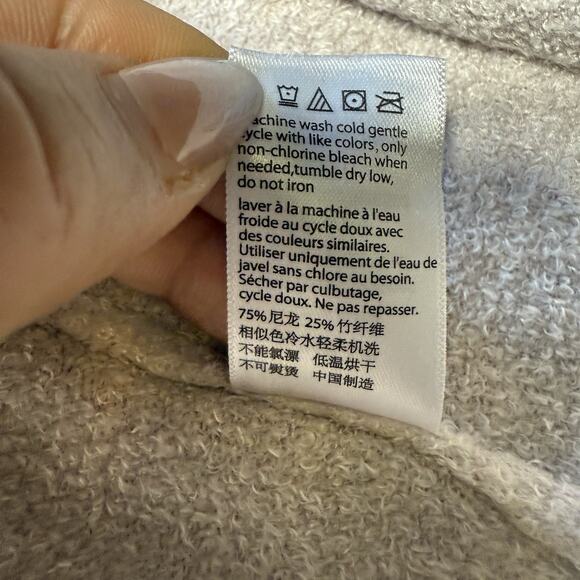 achine wash cold gentle
cycle with like colors, only
non-chlorine bleach when
needed,tumble dry low,
do not iron
laver à la machine à l'eau
froide au cycle doux avec
des couleurs similaires.
Utiliser uniquement de l'eau de
javel sans chlore au besoin.
Sécher par culbutage,
cycle doux. Ne pas repasser.
75%尼龙 25%竹纤维
相似色冷水轻柔机洗
不能氯漂 低温烘干
不可熨烫 中国制造